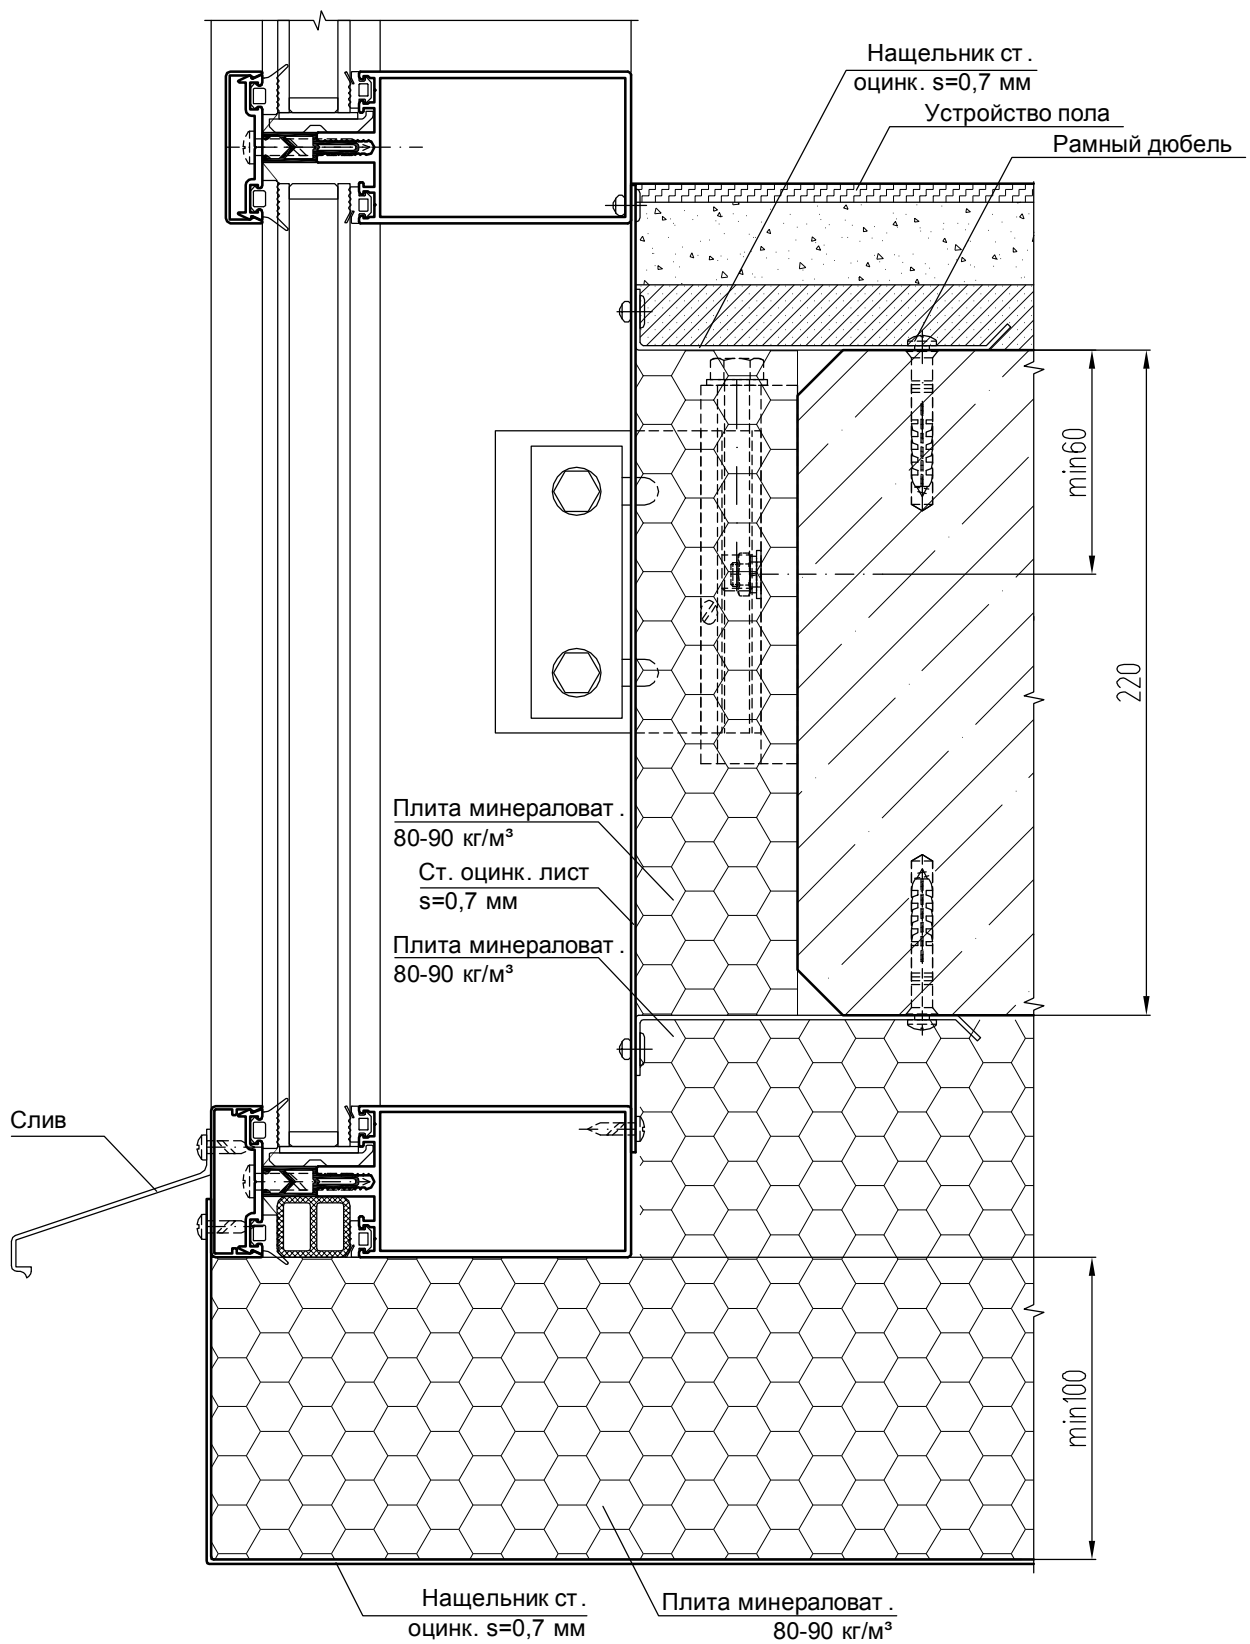 Нащельник ст.
оцинк. s=0,7 мм
Устройство пола
Рамный дюбель
min60
220
Плита минераловат.
80-90 кг/м³
Ст. оцинк. лист
s=0,7 мм
Плита минераловат.
80-90 кг/м³
Слив
min100
Нащельник ст.
оцинк. s=0,7 мм
Плита минераловат.
80-90 кг/м³